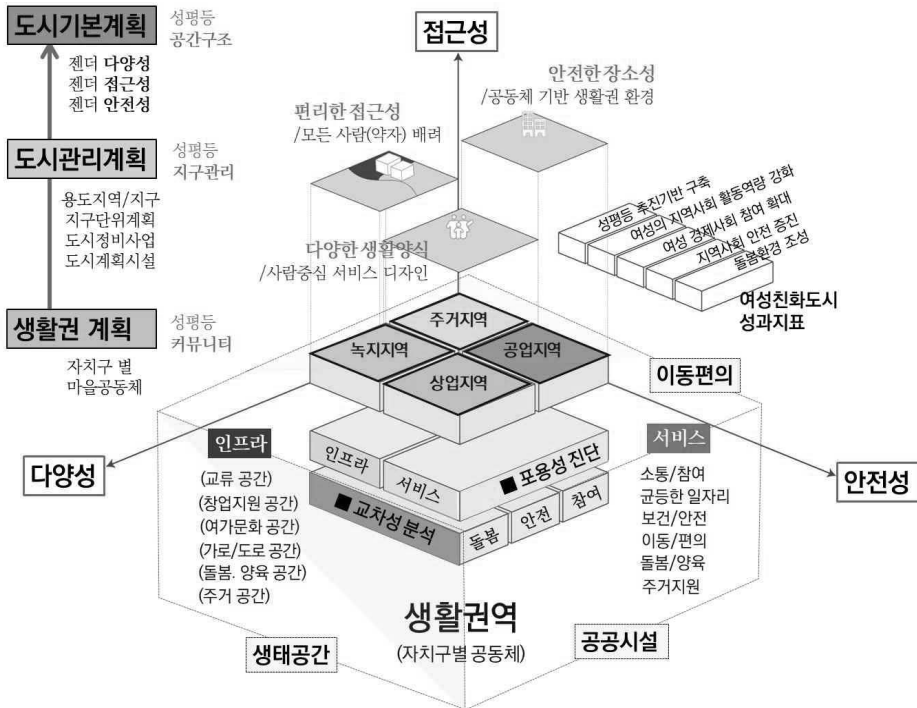 도시기본계획
성평등
공간구조
젠더 다양성
젠더 접근성
젠더 안전성
도시관리계획
성평등
지구관리
용도지역/지구
지구단위계획
도시정비사업
도시계획시설
생활권 계획
성평등
커뮤니티
자치구 별
마을공동체
접근성
편리한 접근성
/모든 사람(약자) 배려
안전한 장소성
/공동체 기반 생활권 환경
다양한 생활양식
/사람중심 서비스 디자인
성평등 추진기반 구축
여성의 지역사회 활동역량 강화
여성 경제사회 참여 확대
지역사회 안전 증진
돌봄환경 조성
여성친화도시
성과지표
주거지역
녹지지역
공업지역
상업지역
이동편의
다양성
안전성
인프라
(교류 공간)
(창업지원 공간)
(여가문화 공간)
(가로/도로 공간)
(돌봄. 양육 공간)
(주거 공간)
인프라
서비스
■ 포용성 진단
■ 교차성 분석
돌봄
안전
참여
서비스
소통/참여
균등한 일자리
보건/안전
이동/편의
돌봄/양육
주거지원
생활권역
(자치구별 공동체)
생태공간
공공시설